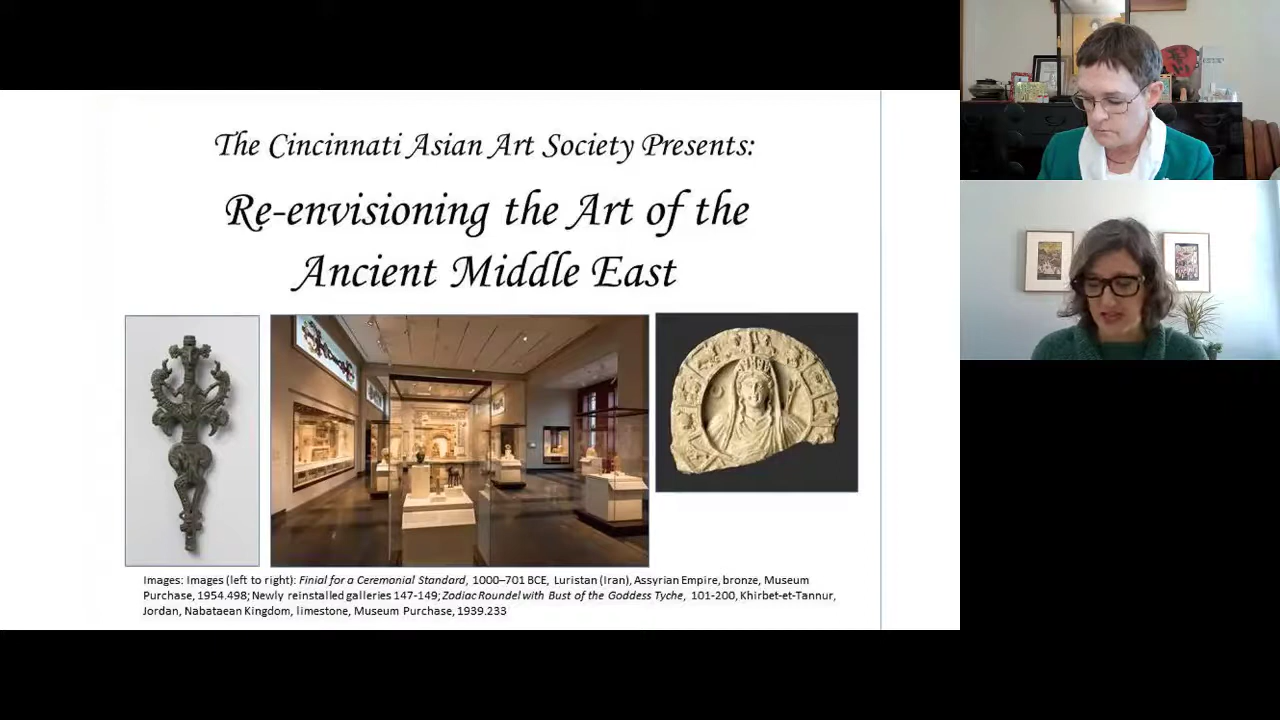 The Cincinnati Asian Art Society Presents:
Re-envisioning the Art of the
Ancient Middle East
Images: Images (left to right): Finial for a Ceremonial Standard, 1000–701 BCE, Luristan (Iran), Assyrian Empire, bronze, Museum
Purchase, 1954.498; Newly reinstalled galleries 147-149; Zodiac Roundel with Bust of the Goddess Tyche, 101-200, Khirbet-et-Tannur,
Jordan, Nabataean Kingdom, limestone, Museum Purchase, 1939.233